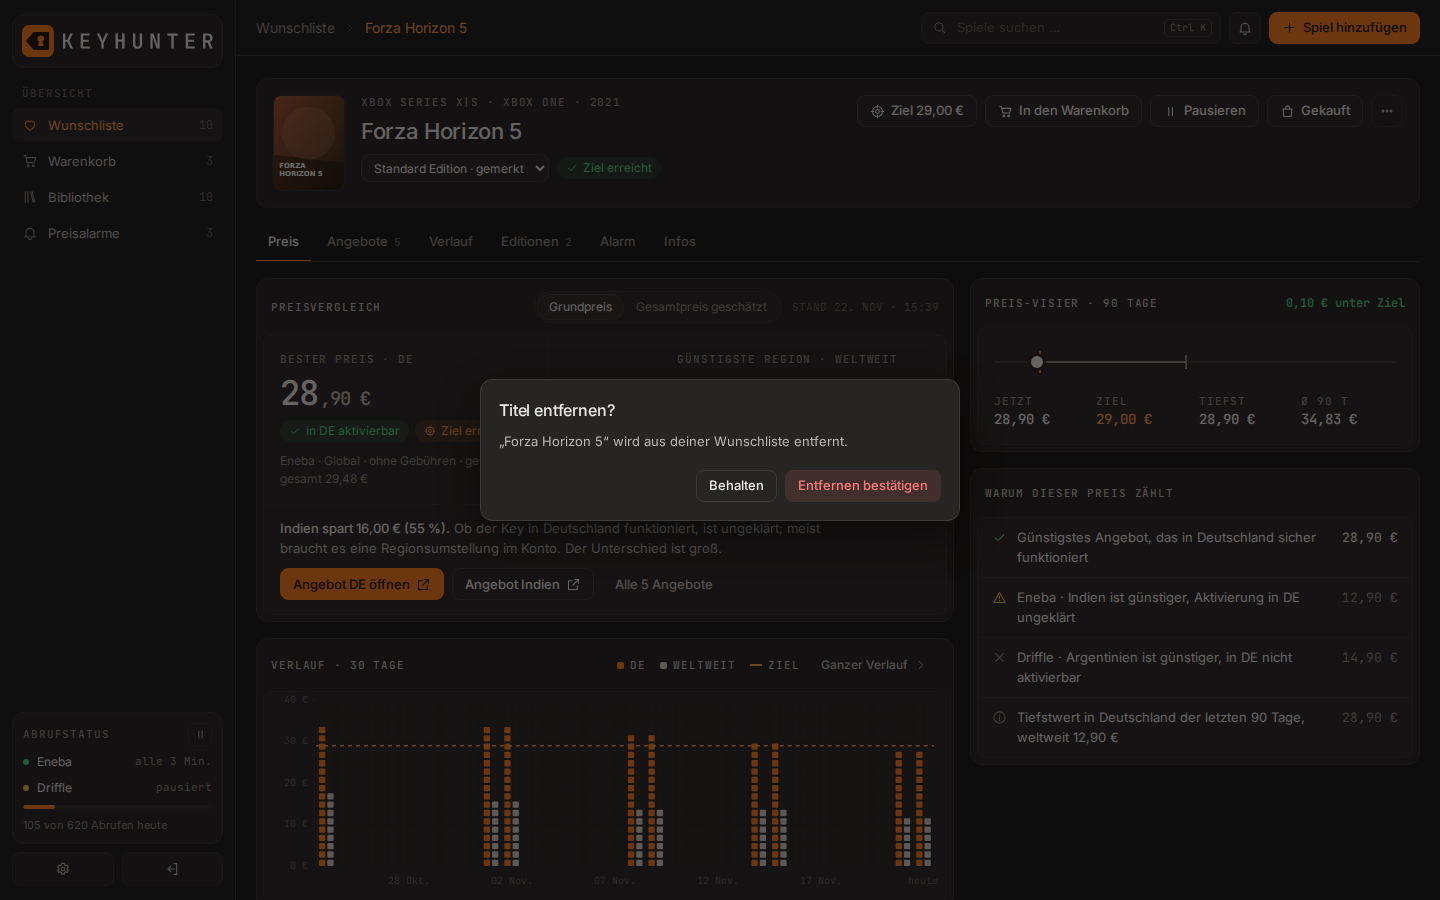 KEYHUNTER
Wunschliste
Forza Horizon 5
Spiele suchen ...
Ctrl K
Spiel hinzufügen
ÜBERSICHT
Wunschliste 10
Warenkorb 3
Bibliothek 10
Preisalarme 3
XBOX SERIES X|S · XBOX ONE · 2021
Forza Horizon 5
FORZA
HORIZON 5
Standard Edition · gemerkt
Ziel erreicht
Ziel 29,00 €
In den Warenkorb
Pausieren
Gekauft
Preis
Angebote 5
Verlauf
Editionen 2
Alarm
Infos
PREISVERGLEICH
Grundpreis
Gesamtpreis geschätzt
STAND 22. NOV · 15:39
BESTER PREIS · DE
28,90 €
in DE aktivierbar
Eneba · Global · ohne Gebühren ·
gesamt 29,48 €
GÜNSTIGSTE REGION · WELTWEIT
Titel entfernen?
„Forza Horizon 5“ wird aus deiner Wunschliste entfernt.
Behalten
Entfernen bestätigen
Indien spart 16,00 € (55 %). Ob der Key in Deutschland funktioniert, ist ungeklärt; meist
braucht es eine Regionsumstellung im Konto. Der Unterschied ist groß.
Angebot DE öffnen
Angebot Indien
Alle 5 Angebote
PREIS-VISIER · 90 TAGE
0,10 € unter Ziel
JETZT
28,90 €
ZIEL
29,00 €
TIEFST
28,90 €
Ø 90 T
34,83 €
WARUM DIESER PREIS ZÄHLT
Günstigstes Angebot, das in Deutschland sicher
funktioniert
28,90 €
Eneba · Indien ist günstiger, Aktivierung in DE
ungeklärt
12,90 €
Driffle · Argentinien ist günstiger, in DE nicht
aktivierbar
14,90 €
Tiefstwert in Deutschland der letzten 90 Tage,
weltweit 12,90 €
28,90 €
VERLAUF · 30 TAGE
DE
WELTWEIT
ZIEL
Ganzer Verlauf
40 €
30 €
20 €
10 €
0 €
28 Okt.
02 Nov.
07 Nov.
12 Nov.
17 Nov.
heute
ABRUFSTATUS
Eneba alle 3 Min.
Driffle pausiert
105 von 620 Abrufen heute